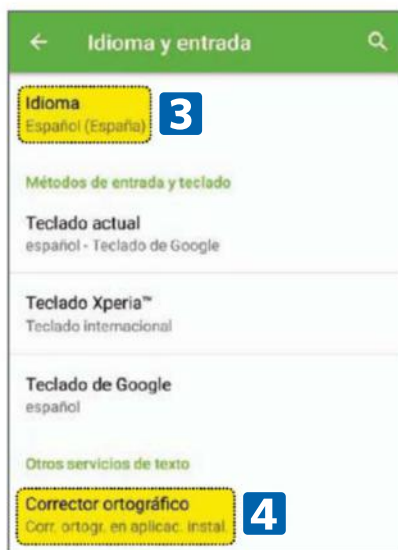 Idioma y entrada
Idioma
Español (España)
3
Métodos de entrada y teclado
Teclado actual
español - Teclado de Google
Teclado Xperia™
Teclado internacional
Teclado de Google
español
Otros servicios de texto
Corrector ortográfico
Corr. ortogr. en aplicac. instal.
4